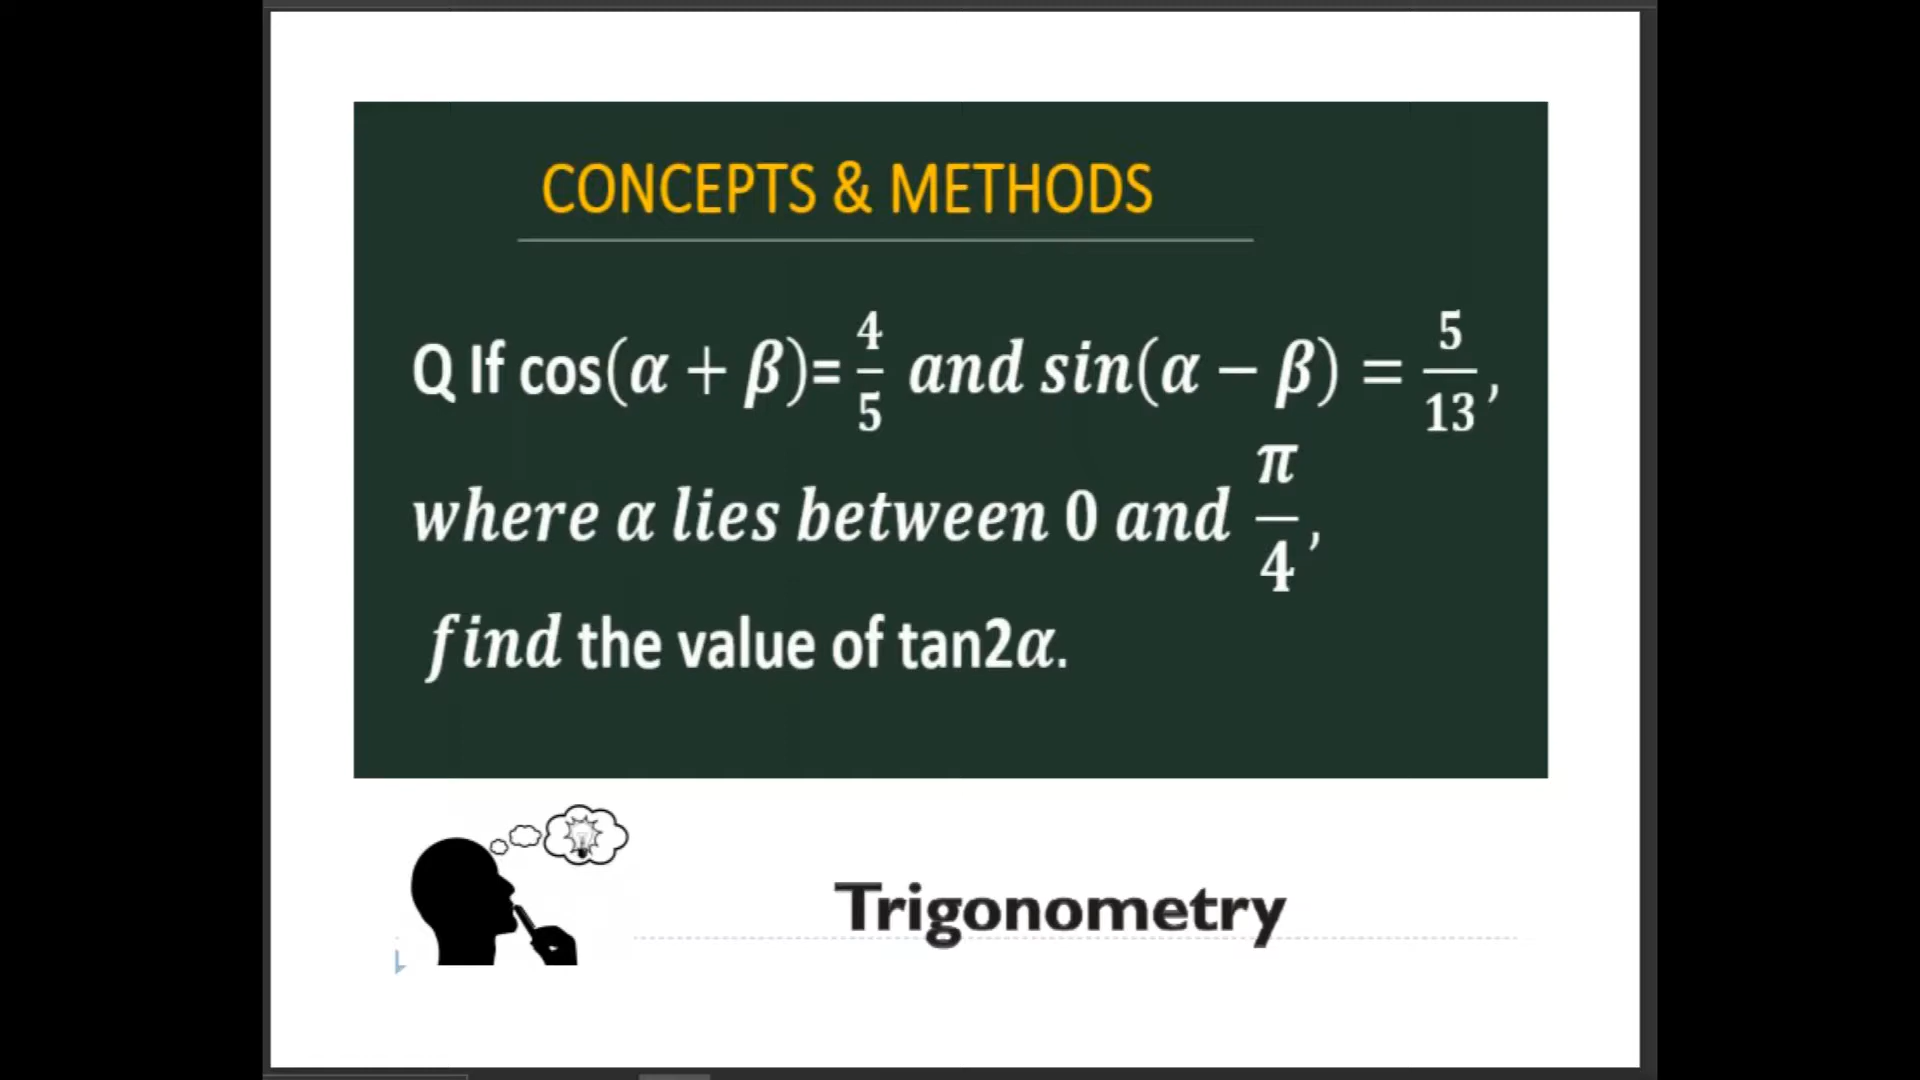 CONCEPTS & METHODS
Q If cos(α + β)= 4/5 and sin(α − β) = 5/13,
where α lies between 0 and π/4,
find the value of tan2α.
Trigonometry